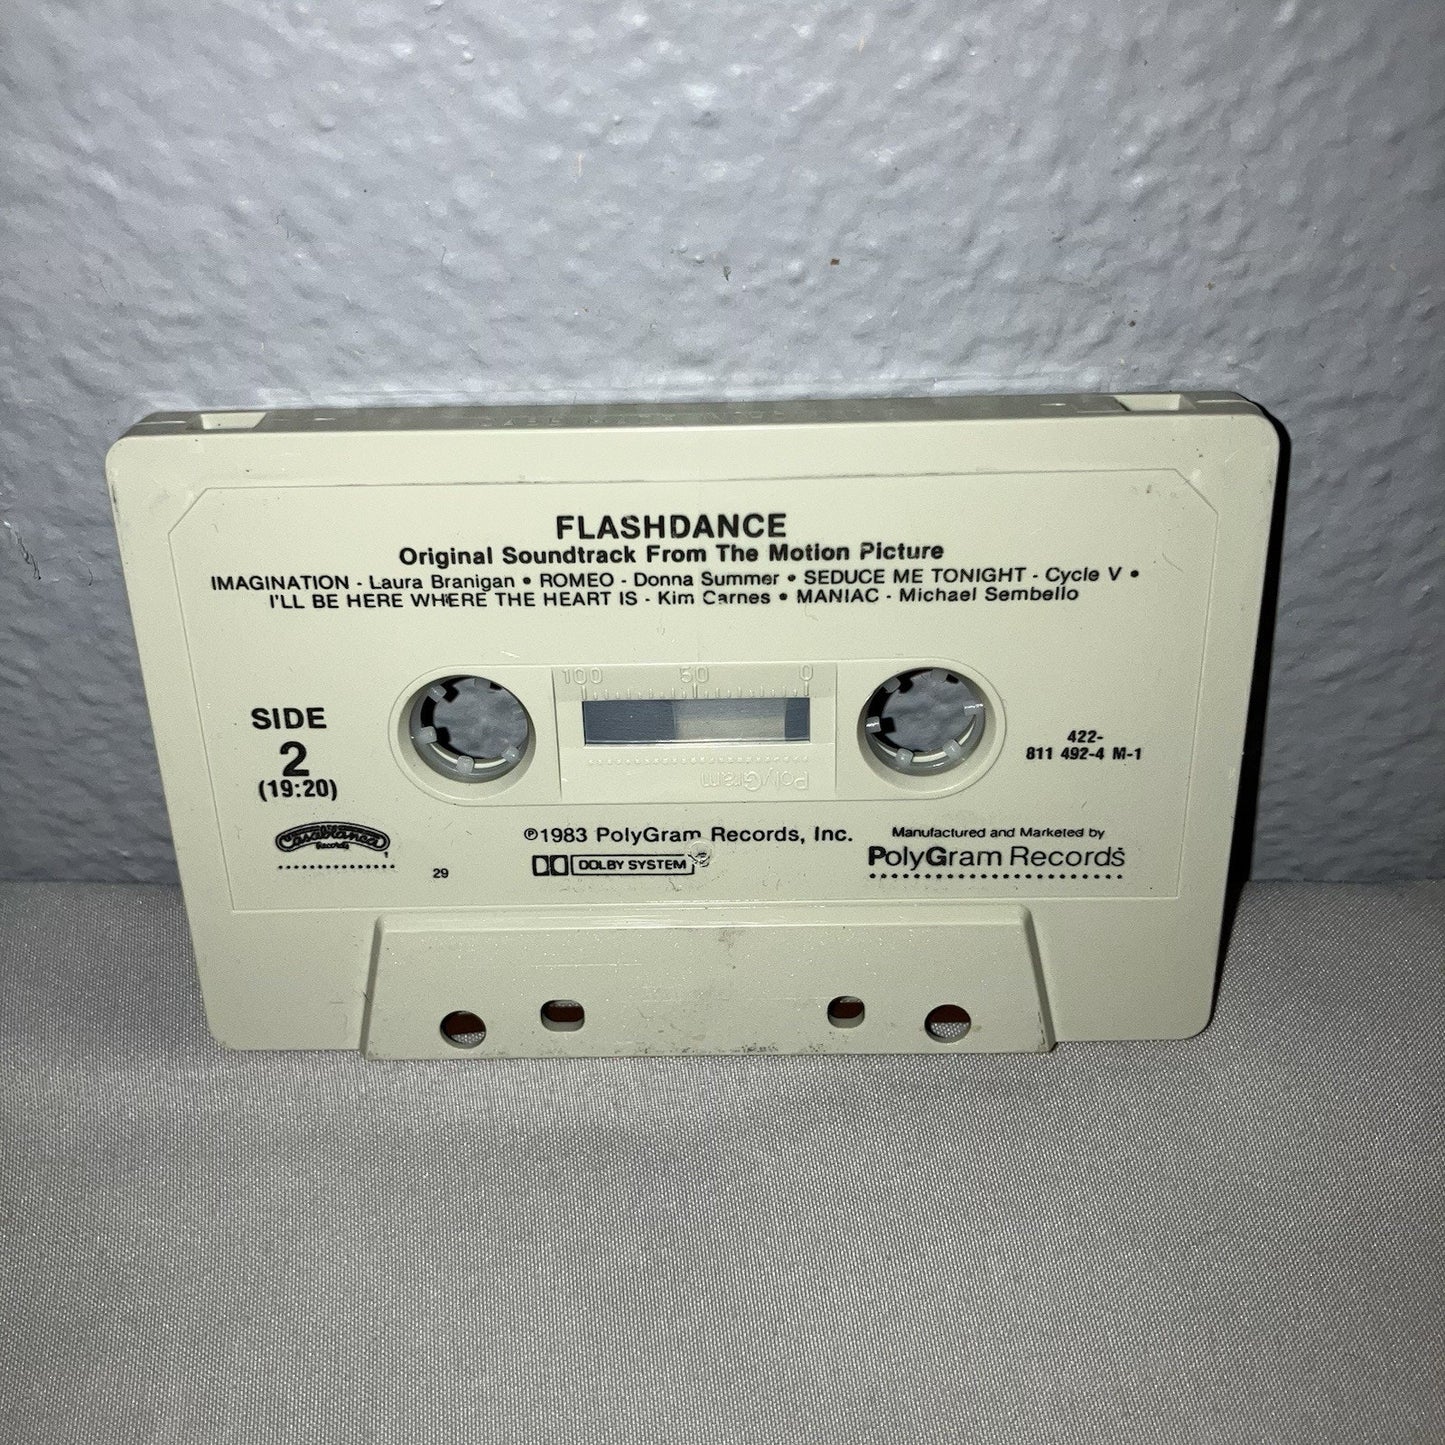 FLASHDANCE
Original Soundtrack From The Motion Picture
IMAGINATION - Laura Branigan • ROMEO - Donna Summer • SEDUCE ME TONIGHT - Cycle V •
I'LL BE HERE WHERE THE HEART IS - Kim Carnes • MANIAC - Michael Sembello
100 50 0
PolyGram
SIDE
2
(19:20)
422-
811 492-4 M-1
Casablanca
Records
29
℗1983 PolyGram Records, Inc.
DOLBY SYSTEM
Manufactured and Marketed by
PolyGram Records